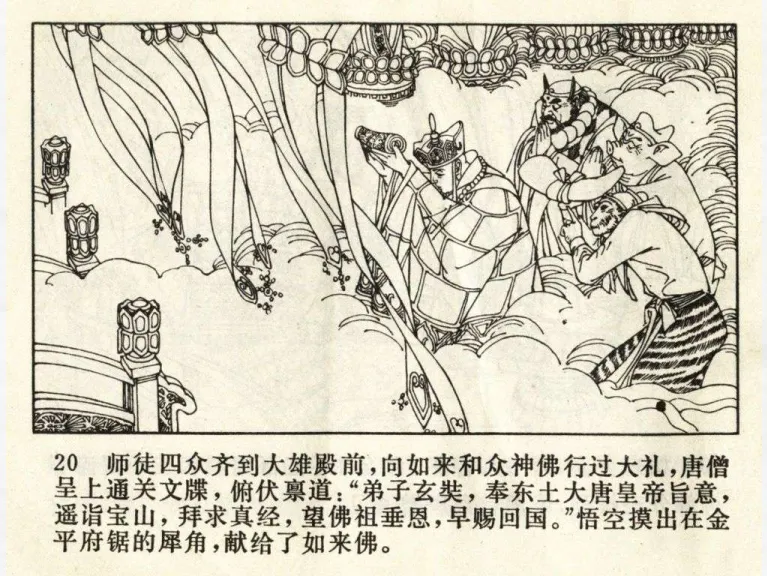 20 师徒四众齐到大雄殿前，向如来和众神佛行过大礼，唐僧
呈上通关文牒，俯伏禀道：“弟子玄奘，奉东土大唐皇帝旨意，
遥诣宝山，拜求真经，望佛祖垂恩，早赐回国。”悟空摸出在金
平府锯的犀角，献给了如来佛。